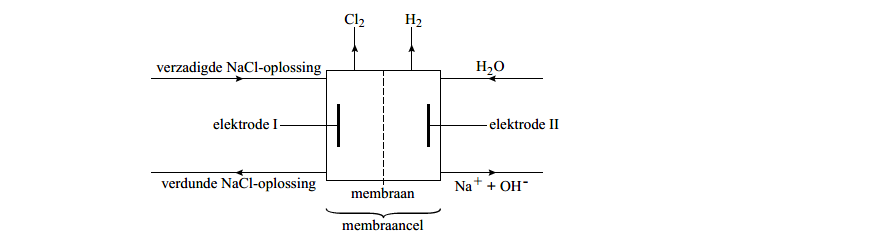 Cl₂ H₂
verzadigde NaCl-oplossing H₂O
elektrode I elektrode II
verdunde NaCl-oplossing Na⁺ + OH⁻
membraan
membraancel